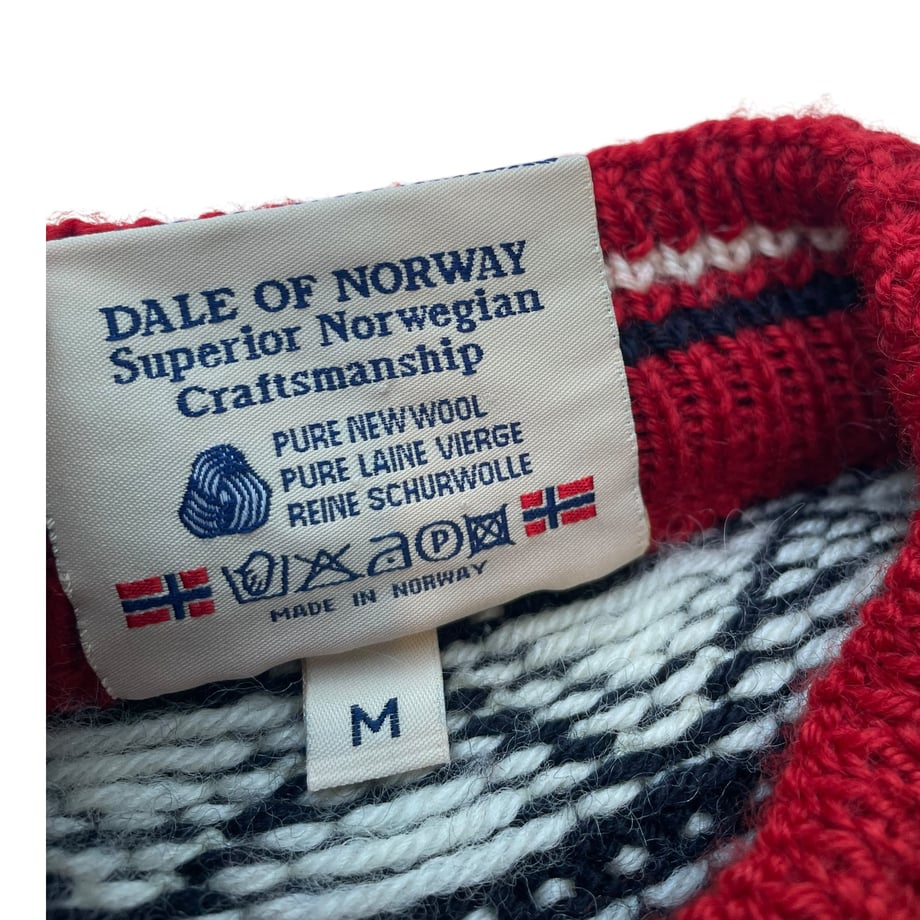 DALE OF NORWAY
Superior Norwegian
Craftsmanship
PURE NEW WOOL
PURE LAINE VIERGE
REINE SCHURWOLLE
P
MADE IN NORWAY
M